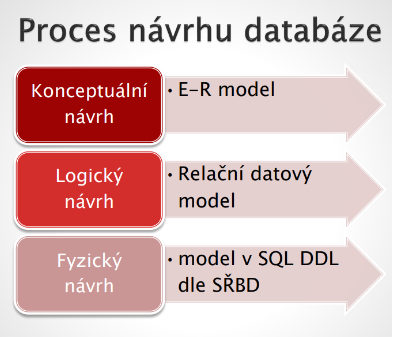 Proces návrhu databáze
Konceptuální
návrh
• E-R model
Logický
návrh
• Relační datový
model
Fyzický
návrh
• model v SQL DDL
dle SŘBD